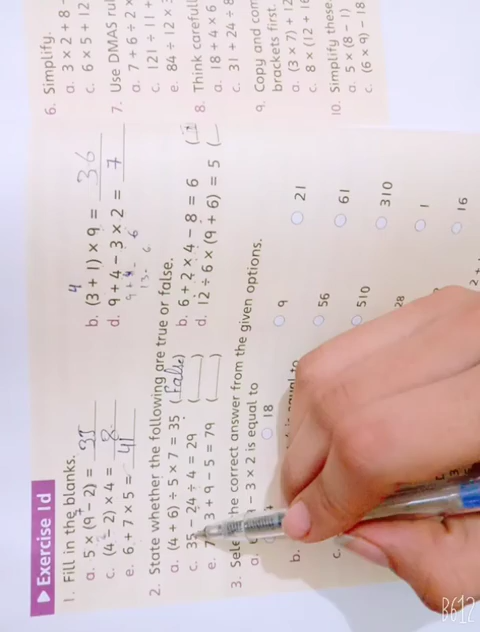 Exercise 1d
1. Fill in the blanks.
a. 5 × (9 − 2) = 35
b. (3 + 1) × 9 = 36
4
c. (4 − 2) × 4 = 8
d. 9 + 4 − 3 × 2 = 7
e. 6 + 7 × 5 = 41
2. State whether the following are true or false.
a. (4 + 6) ÷ 5 × 7 = 35 (False)
b. 6 + 2 × 4 − 8 = 6
c. 35 − 24 ÷ 4 = 29 ( )
d. 12 ÷ 6 × (9 + 6) = 5
e. 3 + 9 − 5 = 79 ( )
3. the correct answer from the given options.
a. − 3 × 2 is equal to
18
9
21
b. is equal to
56
61
c.
510
310
28
1
16
6. Simplify.
a. 3 × 2 + 8
c. 6 × 5 + 12
7. Use DMAS rul
a. 7 + 6 ÷ 2 ×
c. 121 ÷ 11 +
e. 84 ÷ 12 ×
8. Think carefull
a. 18 + 4 × 6
c. 31 + 24 ÷ 8
9. Copy and com
brackets first.
a. (3 × 7) + 12
c. 8 × (12 + 16
10. Simplify these.
a. 5 × (8 − 1)
c. (6 × 9) − 18
B612